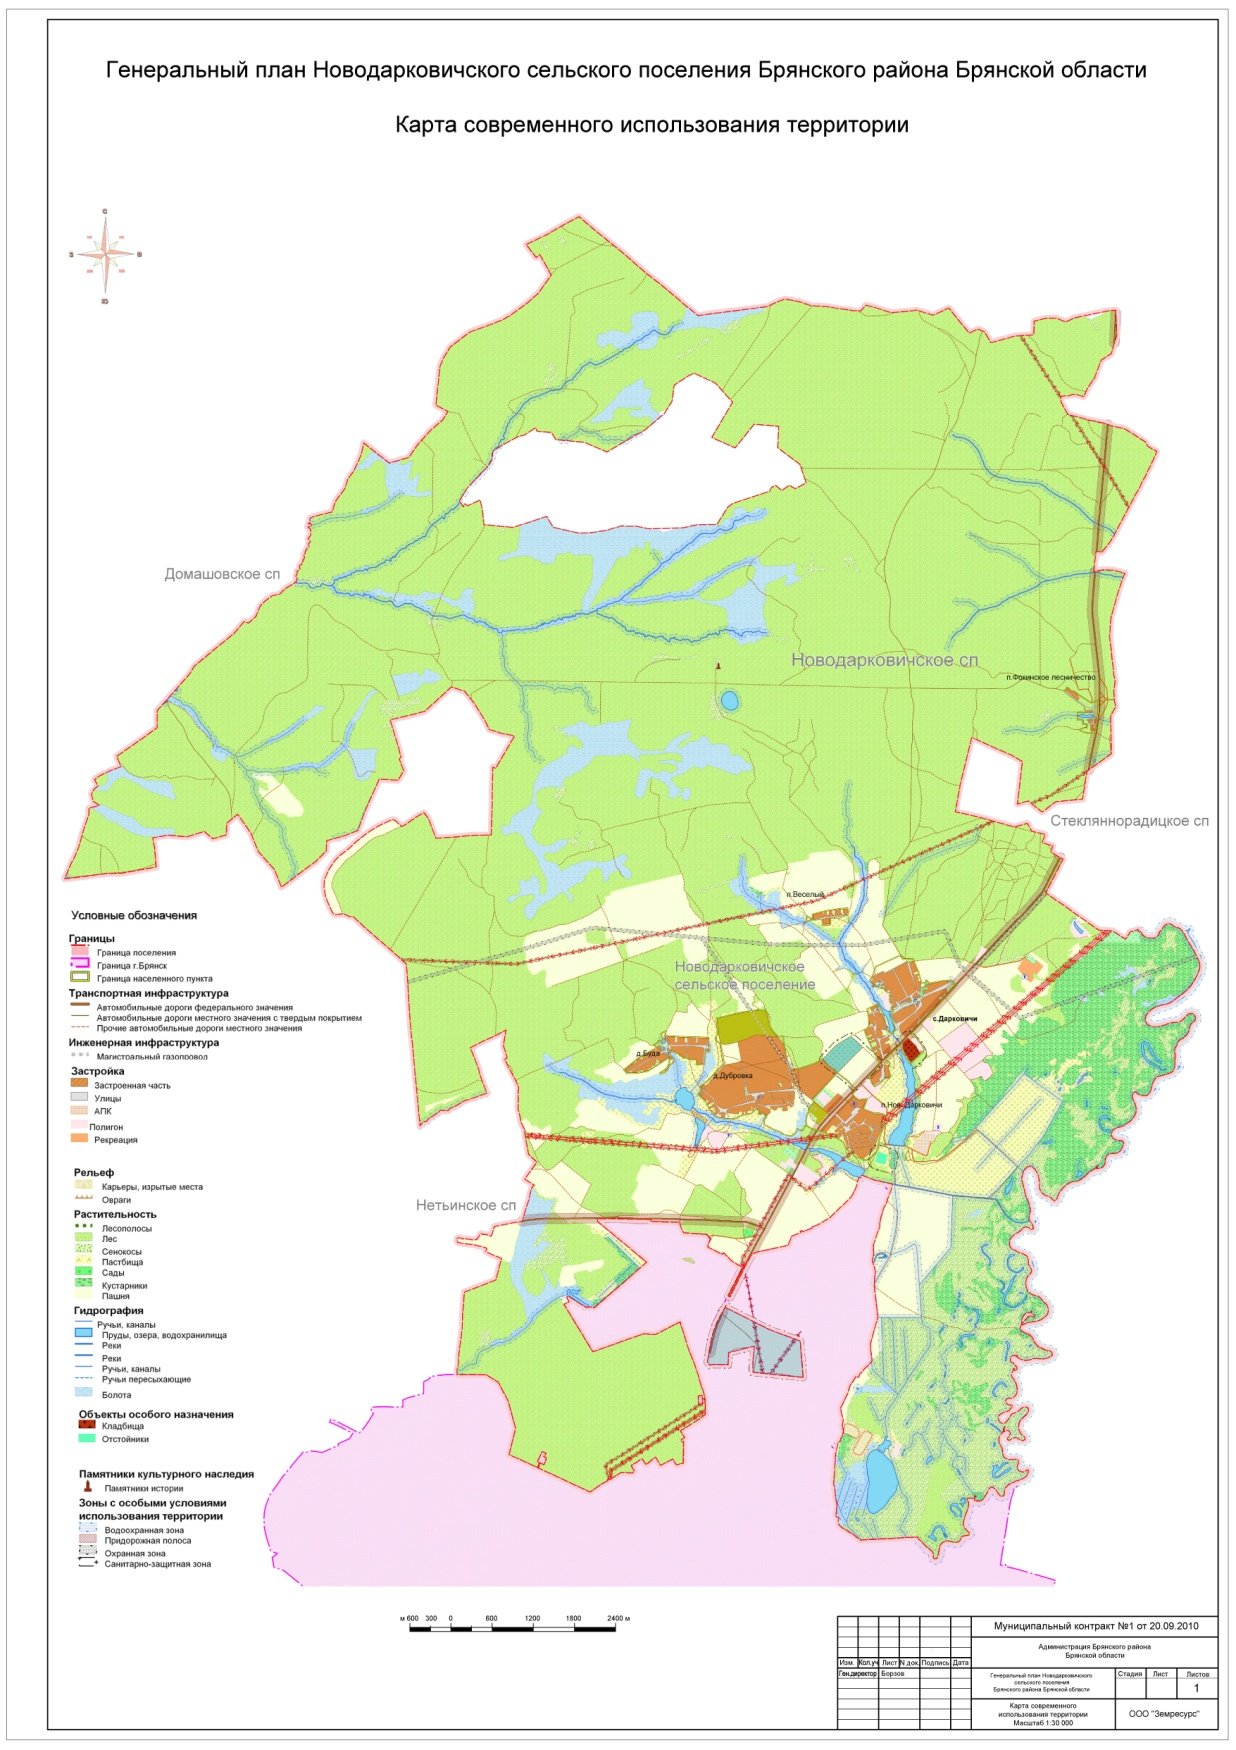 Генеральный план Новодарковичского сельского поселения Брянского района Брянской области
Карта современного использования территории
С
З
В
Ю
Домашовское сп
Новодарковичское сп
п.Фокинское лесничество
Стекляннорадицкое сп
п.Веселый
Новодарковичское
сельское поселение
с.Дарковичи
д.Буда
д.Дубровка
п.Нов. Дарковичи
Нетьинское сп
Условные обозначения
Границы
Граница поселения
Граница г.Брянск
Граница населенного пункта
Транспортная инфраструктура
Автомобильные дороги федерального значения
Автомобильные дороги местного значения с твердым покрытием
Прочие автомобильные дороги местного значения
Инженерная инфраструктура
Магистральный газопровод
Застройка
Застроенная часть
Улицы
АПК
Полигон
Рекреация
Рельеф
Карьеры, изрытые места
Овраги
Растительность
Лесополосы
Лес
Сенокосы
Пастбища
Сады
Кустарники
Пашня
Гидрография
Ручьи, каналы
Пруды, озера, водохранилища
Реки
Реки
Ручьи, каналы
Ручьи пересыхающие
Болота
Объекты особого назначения
Кладбища
Отстойники
Памятники культурного наследия
Памятники истории
Зоны с особыми условиями
использования территории
Водоохранная зона
Придорожная полоса
Охранная зона
Санитарно-защитная зона
м 600 300 0 600 1200 1800 2400 м
Муниципальный контракт №1 от 20.09.2010
Администрация Брянского района
Брянской области
Изм. Кол.уч Лист N док. Подпись Дата
Ген.директор Борзов
Генеральный план Новодарковичского
сельского поселения
Брянского района Брянской области
Стадия Лист Листов
1
Карта современного
использования территории
Масштаб 1:30 000
ООО "Земресурс"